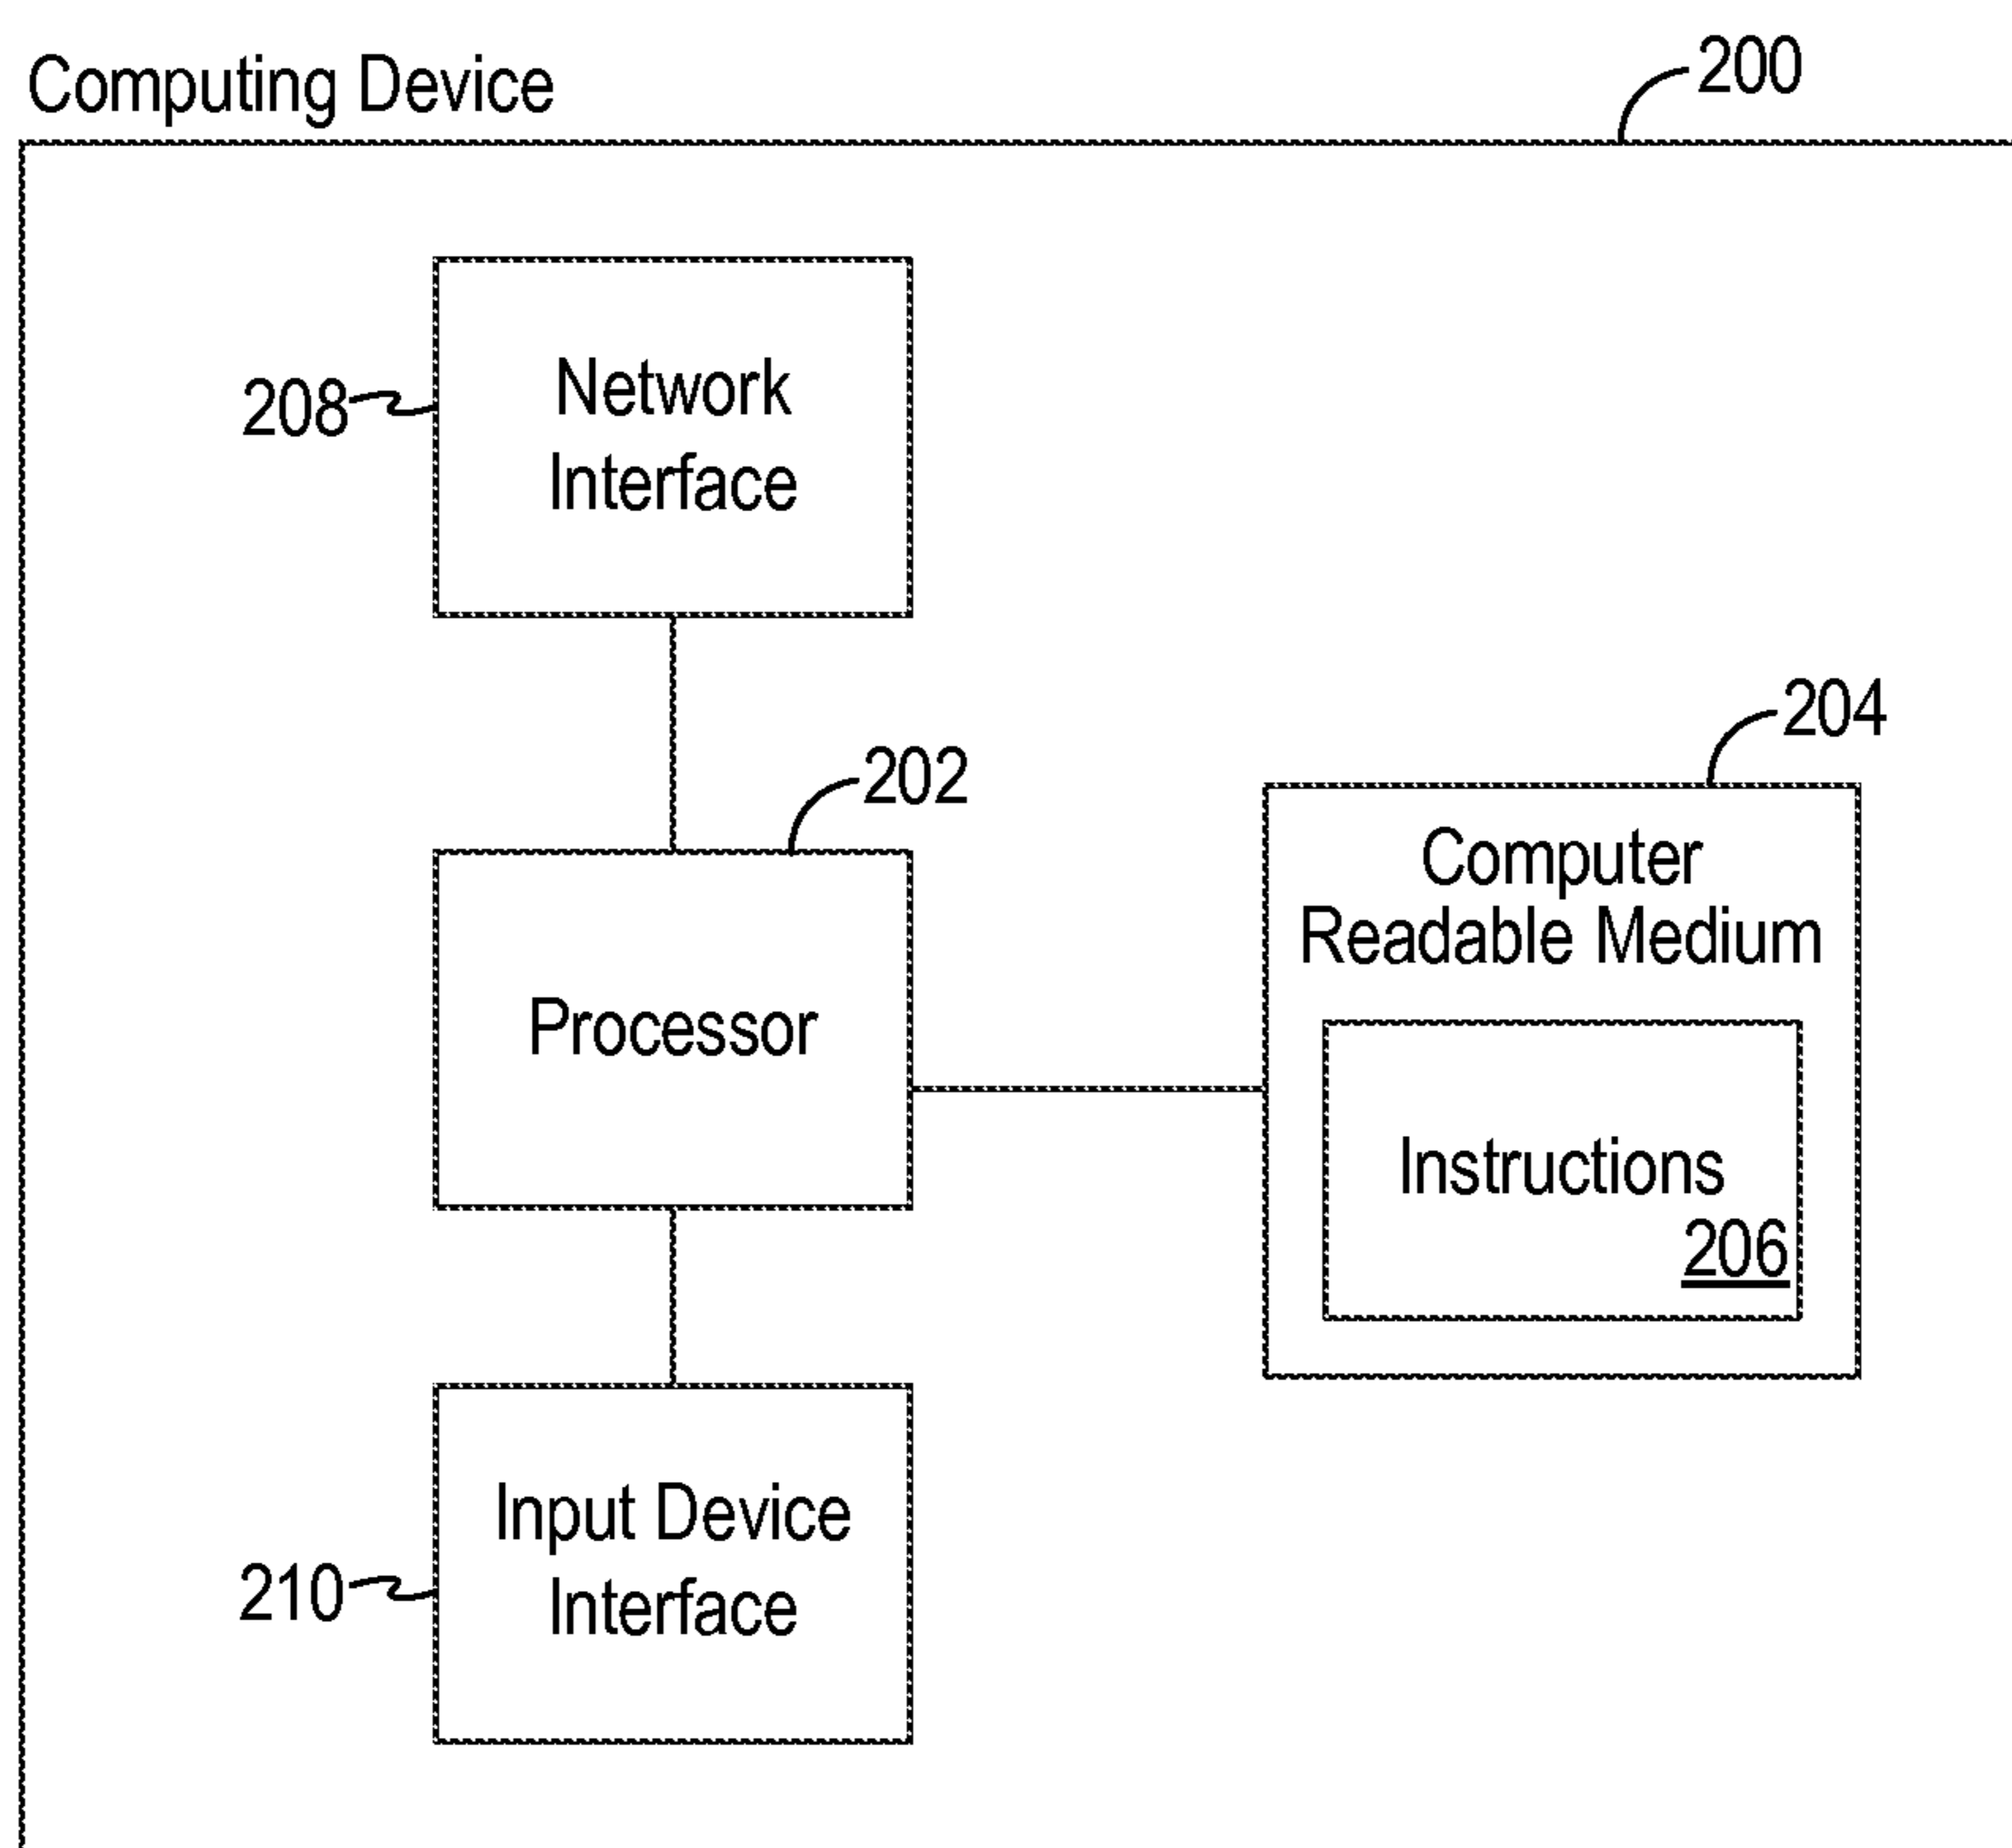 Computing Device
200
208
Network
Interface
204
202
Computer
Readable Medium
Processor
Instructions
206
Input Device
210
Interface